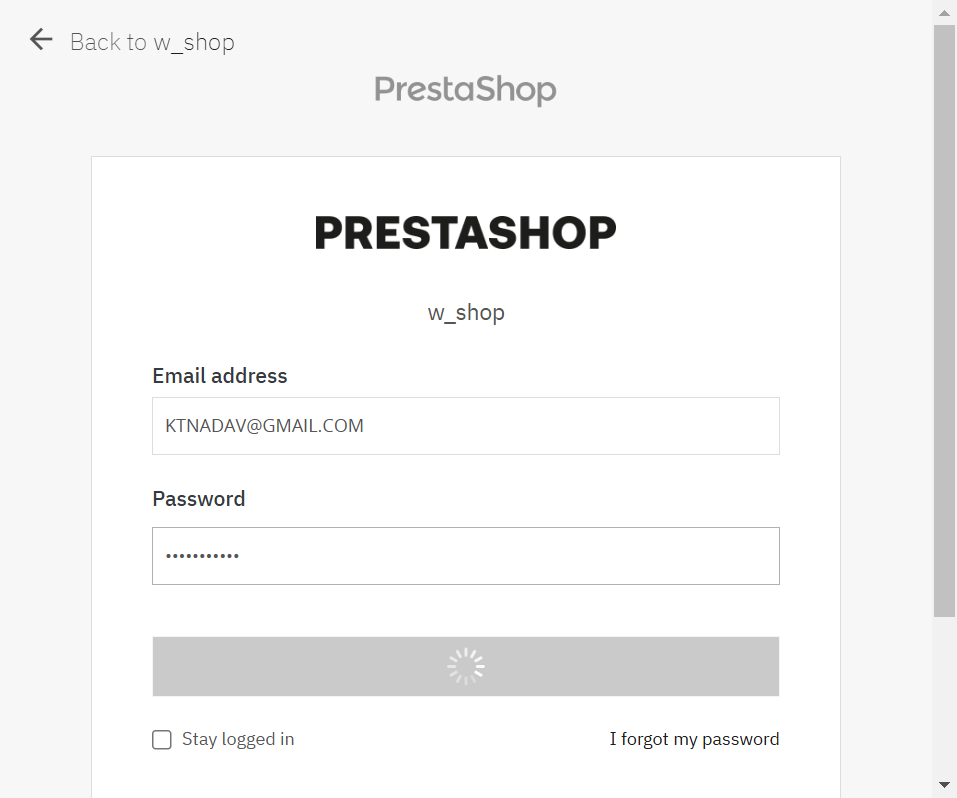 Back to w_shop
PrestaShop
PRESTASHOP
w_shop
Email address
KTNADAV@GMAIL.COM
Password
•••••••••••
Stay logged in
I forgot my password